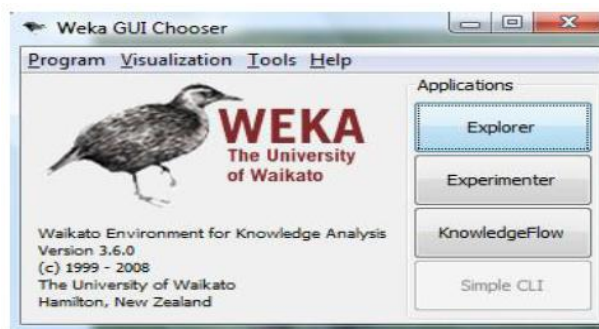 Weka GUI Chooser
Program Visualization Tools Help
WEKA
The University
of Waikato
Waikato Environment for Knowledge Analysis
Version 3.6.0
(c) 1999 - 2008
The University of Waikato
Hamilton, New Zealand
Applications
Explorer
Experimenter
KnowledgeFlow
Simple CLI